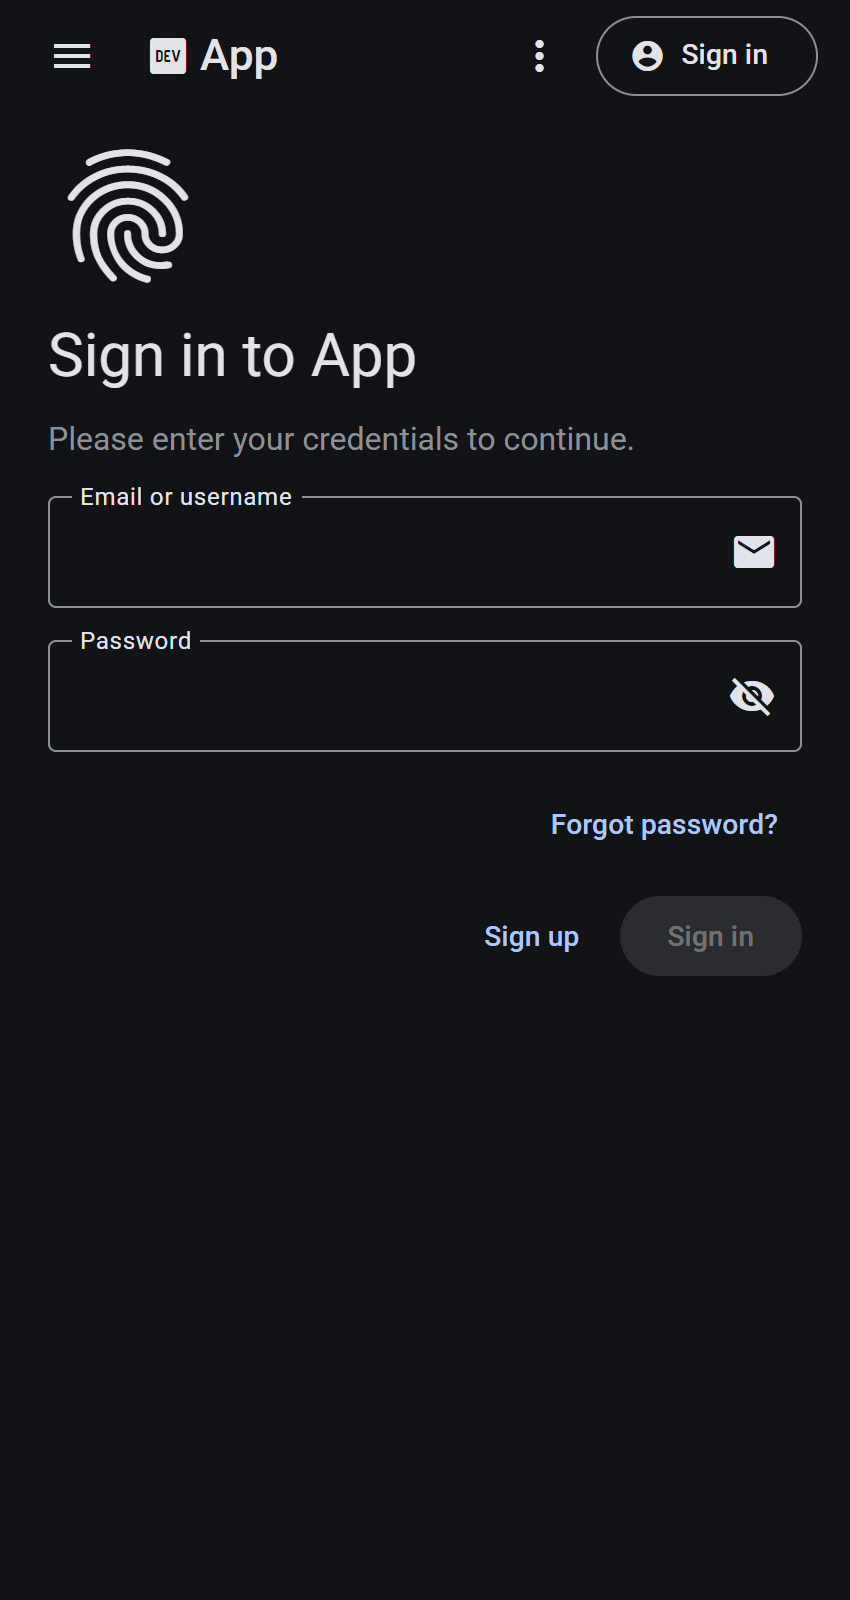 DEV App Sign in
Sign in to App
Please enter your credentials to continue.
Email or username
Password
Forgot password?
Sign up Sign in